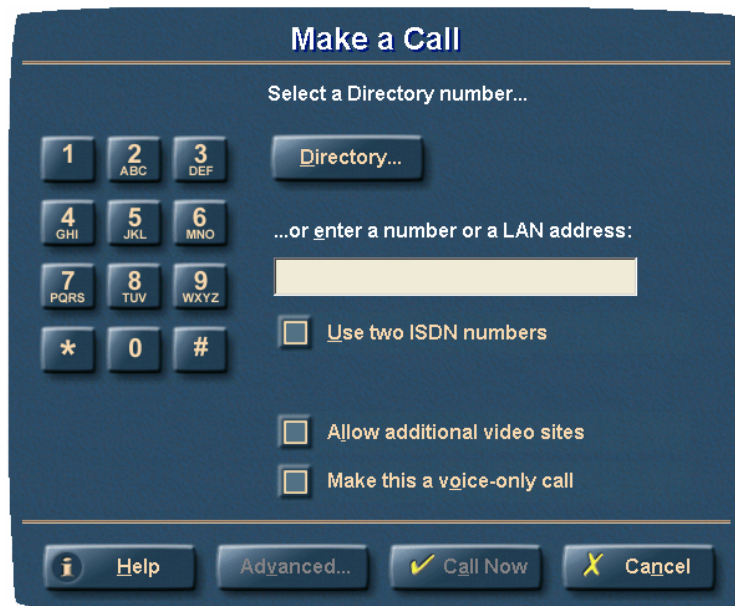 Make a Call
Select a Directory number...
1
2
ABC
3
DEF
Directory...
4
GHI
5
JKL
6
MNO
...or enter a number or a LAN address:
7
PQRS
8
TUV
9
WXYZ
Use two ISDN numbers
*
0
#
Allow additional video sites
Make this a voice-only call
i Help
Advanced...
Call Now
Cancel